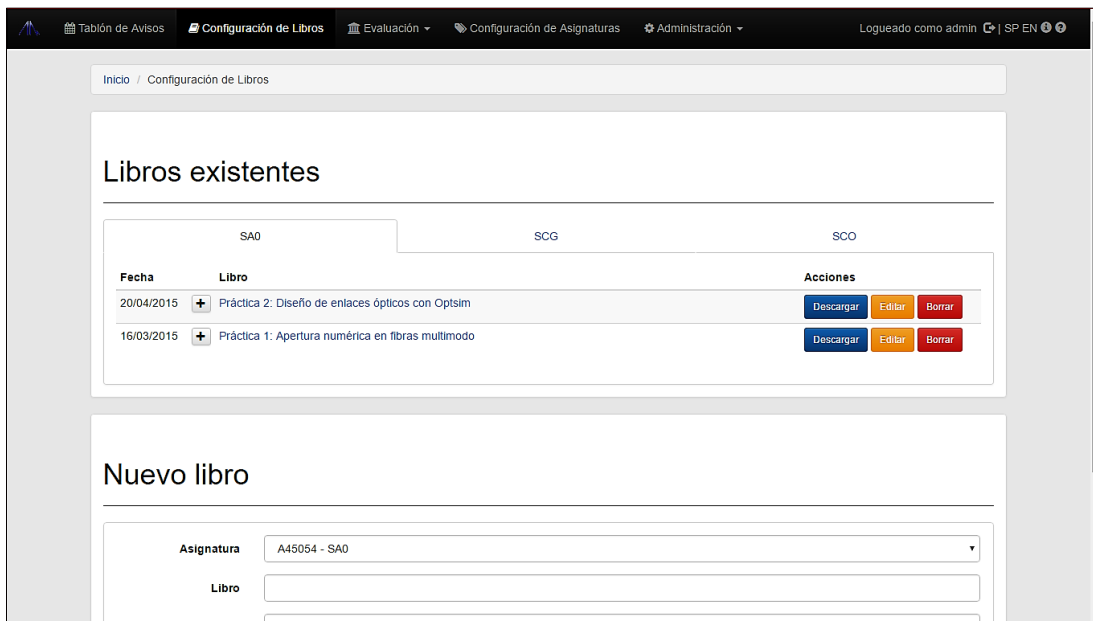 Tablón de Avisos Configuración de Libros Evaluación Configuración de Asignaturas Administración Logueado como admin | SP EN
Inicio / Configuración de Libros
Libros existentes
SA0 SCG SCO
Fecha Libro Acciones
20/04/2015 + Práctica 2: Diseño de enlaces ópticos con Optsim Descargar Editar Borrar
16/03/2015 + Práctica 1: Apertura numérica en fibras multimodo Descargar Editar Borrar
Nuevo libro
Asignatura A45054 - SA0
Libro